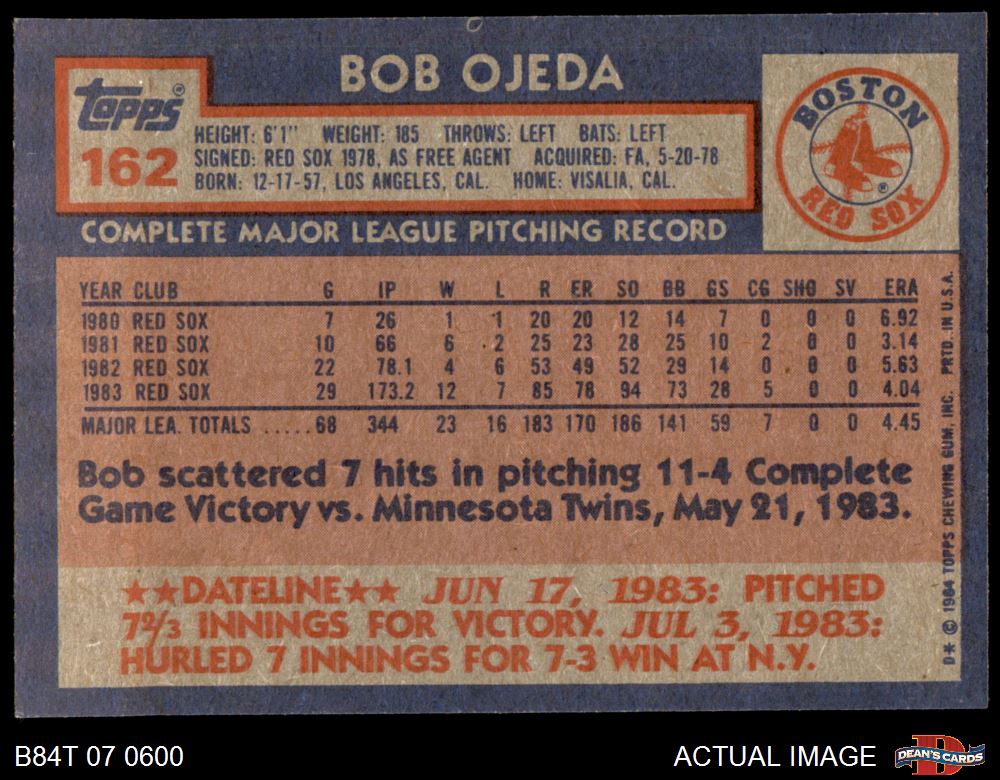 BOB OJEDA
Topps®
162
HEIGHT: 6'1" WEIGHT: 185 THROWS: LEFT BATS: LEFT
SIGNED: RED SOX 1978, AS FREE AGENT ACQUIRED: FA, 5-20-78
BORN: 12-17-57, LOS ANGELES, CAL. HOME: VISALIA, CAL.
BOSTON
RED SOX
®
COMPLETE MAJOR LEAGUE PITCHING RECORD
YEAR CLUB G IP W L R ER SO BB GS CG SHO SV ERA
1980 RED SOX 7 26 1 1 20 20 12 14 7 0 0 0 6.92
1981 RED SOX 10 66 6 2 25 23 28 25 10 2 0 0 3.14
1982 RED SOX 22 78.1 4 6 53 49 52 29 14 0 0 0 5.63
1983 RED SOX 29 173.2 12 7 85 78 94 73 28 5 0 0 4.04
MAJOR LEA. TOTALS .....68 344 23 16 183 170 186 141 59 7 0 0 4.45
Bob scattered 7 hits in pitching 11-4 Complete
Game Victory vs. Minnesota Twins, May 21, 1983.
★★DATELINE★★ JUN 17, 1983: PITCHED
7 2/3 INNINGS FOR VICTORY. JUL 3, 1983:
HURLED 7 INNINGS FOR 7-3 WIN AT N.Y.
D* © 1984 TOPPS CHEWING GUM, INC. PRTD. IN U.S.A.
B84T 07 0600
ACTUAL IMAGE
DEAN'S CARDS